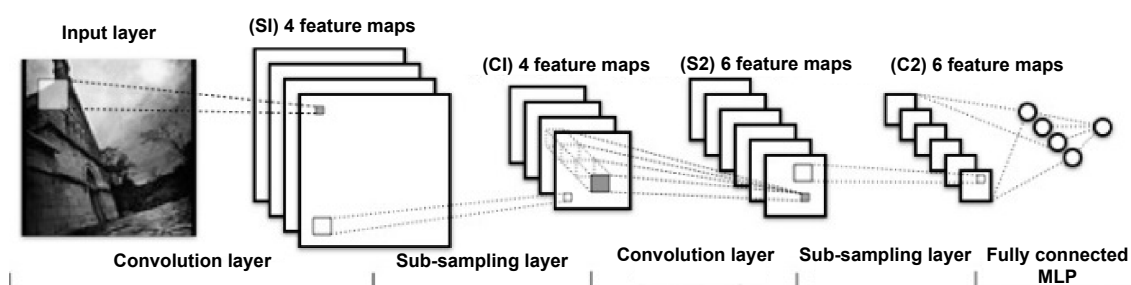 Input layer
(SI) 4 feature maps
(CI) 4 feature maps
(S2) 6 feature maps
(C2) 6 feature maps
Convolution layer
Sub-sampling layer
Convolution layer
Sub-sampling layer
Fully connected
MLP